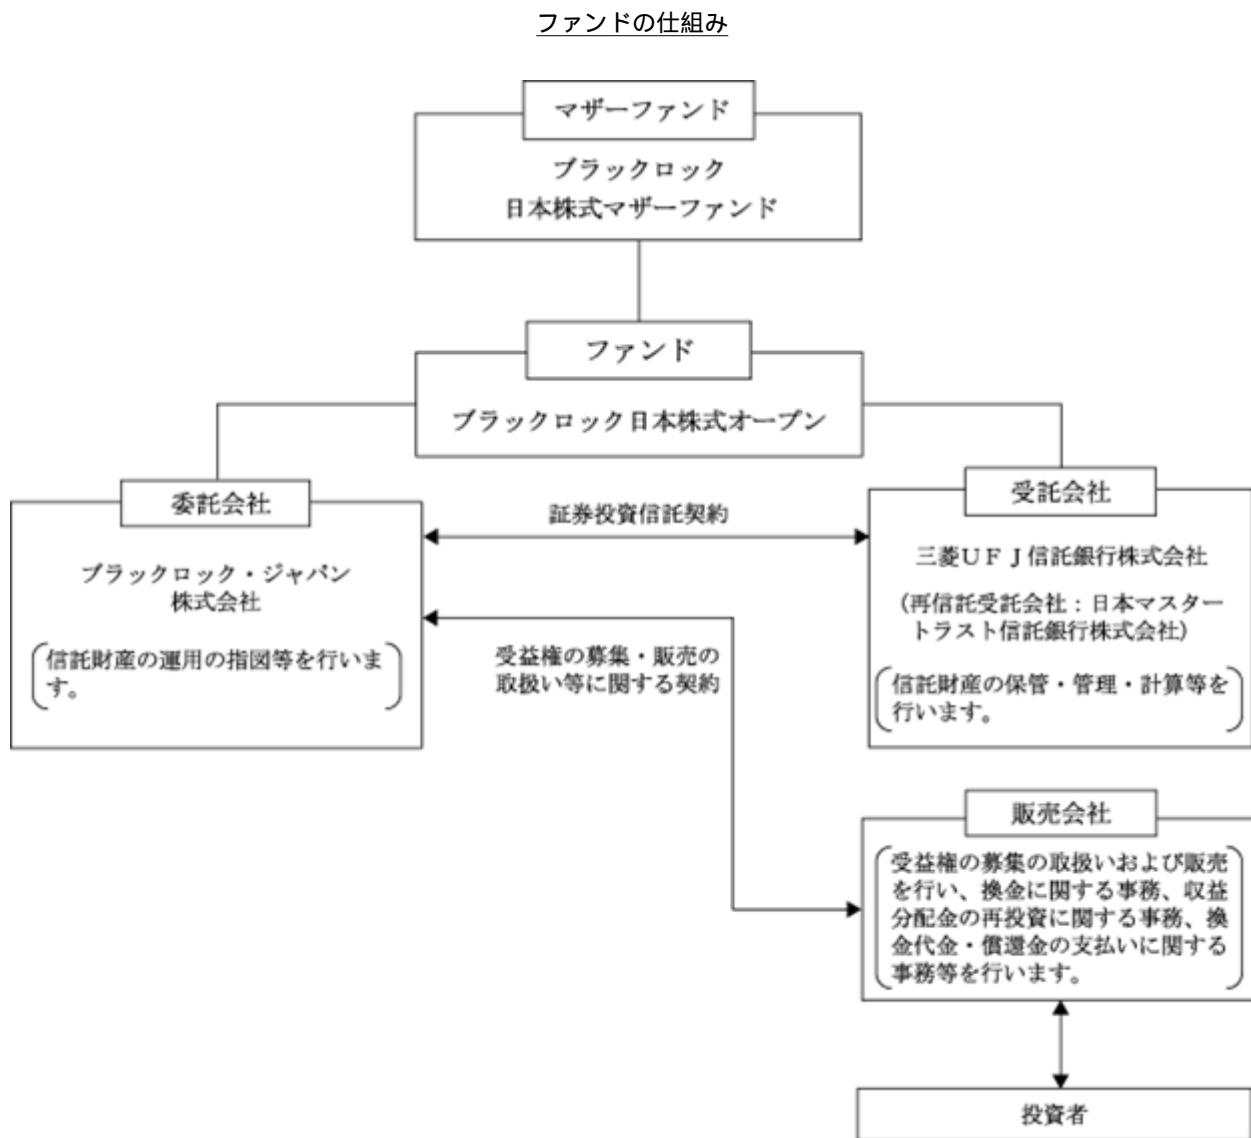 ファンドの仕組み
マザーファンド
ブラックロック
日本株式マザーファンド
ファンド
ブラックロック日本株式オープン
委託会社
ブラックロック・ジャパン
株式会社
信託財産の運用の指図等を行いま
す。
証券投資信託契約
受益権の募集・販売の
取扱い等に関する契約
受託会社
三菱ＵＦＪ信託銀行株式会社
（再信託受託会社：日本マスター
トラスト信託銀行株式会社）
信託財産の保管・管理・計算等を
行います。
販売会社
受益権の募集の取扱いおよび販売
を行い、換金に関する事務、収益
分配金の再投資に関する事務、換
金代金・償還金の支払いに関する
事務等を行います。
投資者